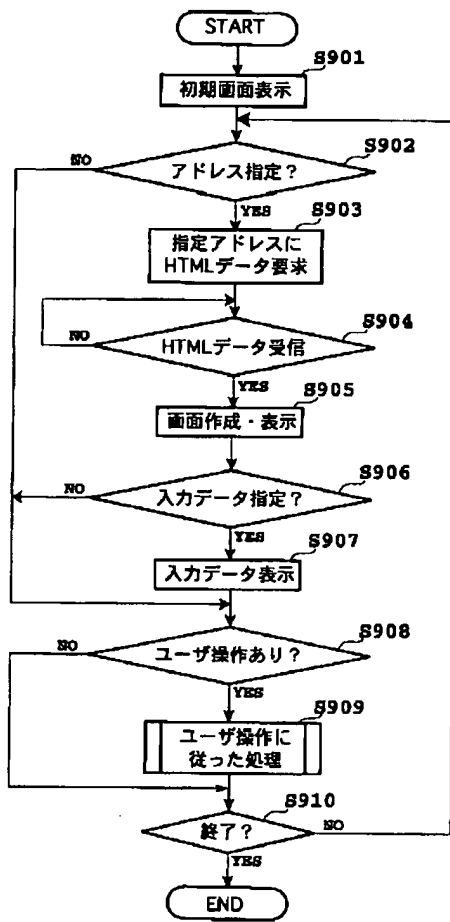 START
S901
初期画面表示
S902
NO
アドレス指定？
YES
S903
指定アドレスに
HTMLデータ要求
S904
NO
HTMLデータ受信
YES
S905
画面作成・表示
S906
NO
入力データ指定？
YES
S907
入力データ表示
S908
NO
ユーザ操作あり？
YES
S909
ユーザ操作に
従った処理
S910
終了？
NO
YES
END